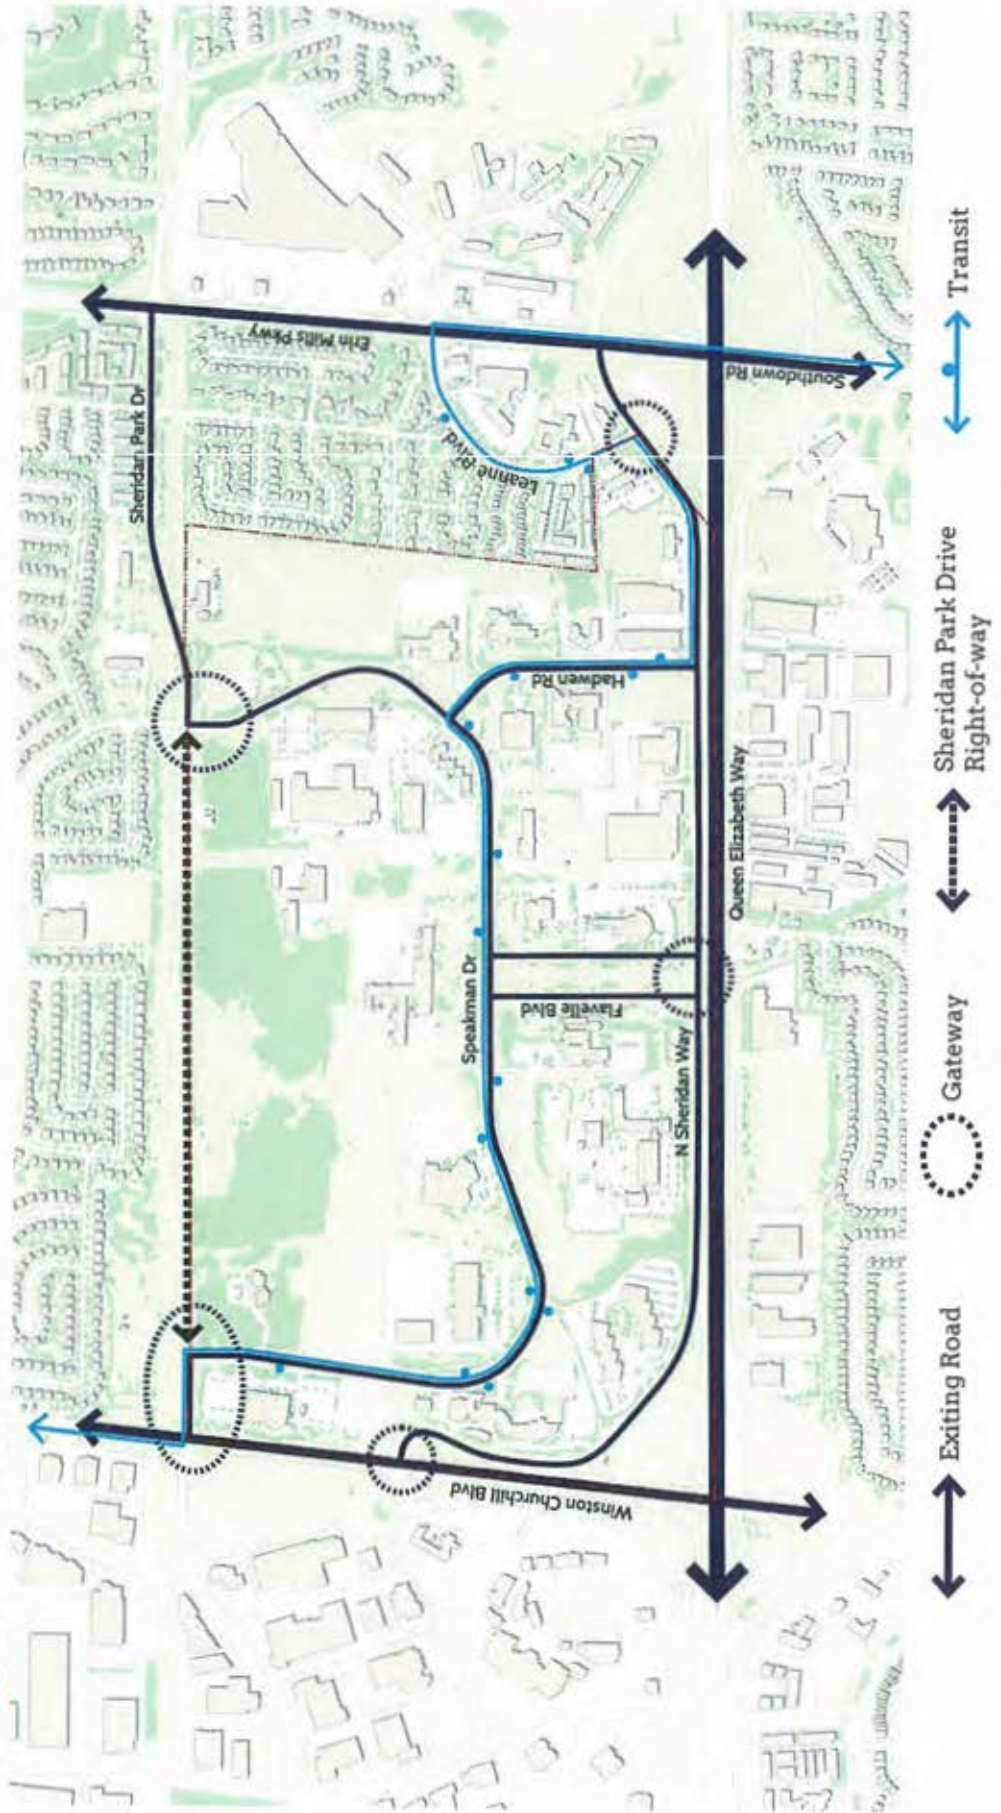 Sheridan Park Dr
Erin Mills Pkwy
Southdown Rd
Leanne Blvd
Hadwen Rd
Speakman Dr
Flavelle Blvd
N Sheridan Way
Queen Elizabeth Way
Winston Churchill Blvd
Exiting Road
Gateway
Sheridan Park Drive
Right-of-way
Transit